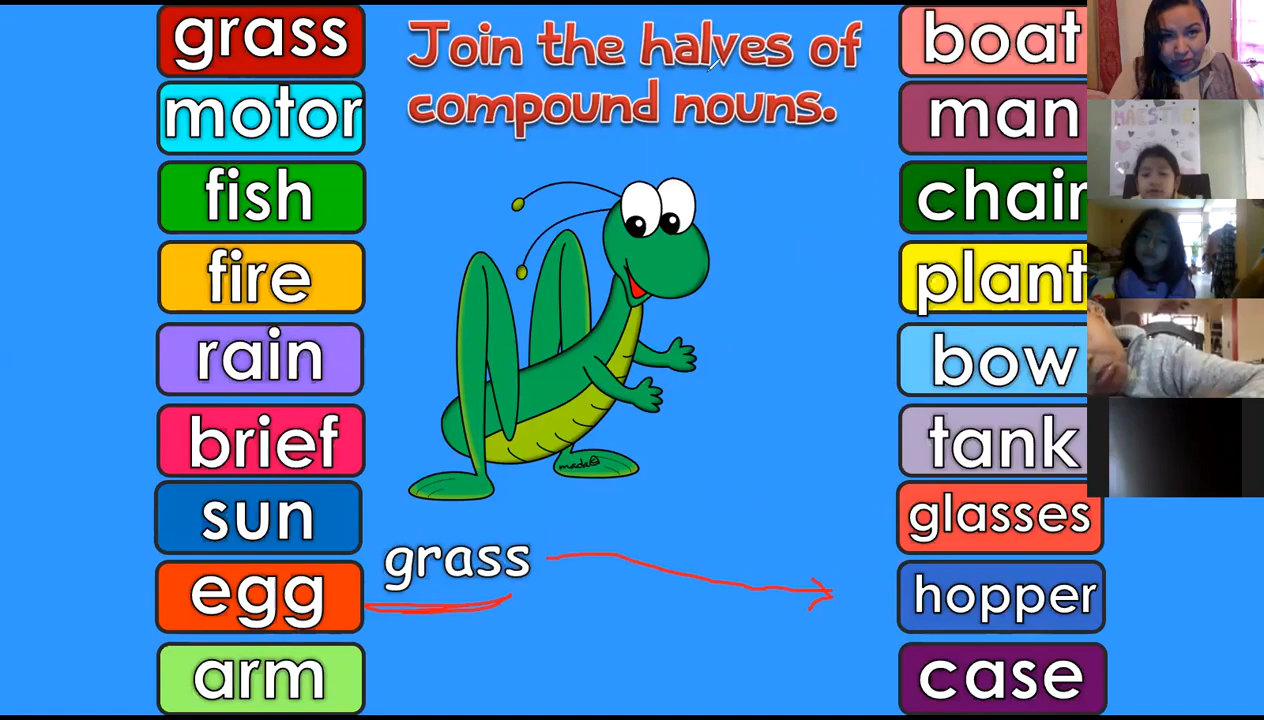 Join the halves of
compound nouns.
grass
motor
fish
fire
rain
brief
sun
egg
arm
grass
boat
man
chair
plant
bow
tank
glasses
hopper
case
mada